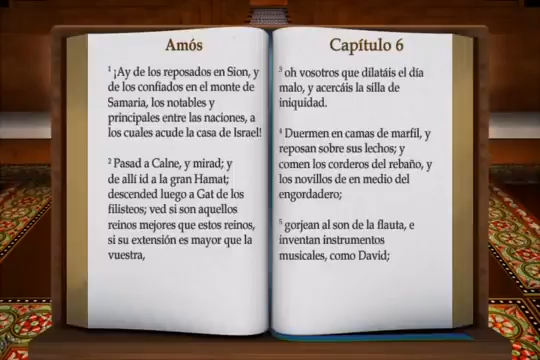 Amós
¹ ¡Ay de los reposados en Sion, y
de los confiados en el monte de
Samaria, los notables y
principales entre las naciones, a
los cuales acude la casa de Israel!
² Pasad a Calne, y mirad; y
de allí id a la gran Hamat;
descended luego a Gat de los
filisteos; ved si son aquellos
reinos mejores que estos reinos,
si su extensión es mayor que la
vuestra,
Capítulo 6
³ oh vosotros que dilatáis el día
malo, y acercáis la silla de
iniquidad.
⁴ Duermen en camas de marfil, y
reposan sobre sus lechos; y
comen los corderos del rebaño, y
los novillos de en medio del
engordadero;
⁵ gorjean al son de la flauta, e
inventan instrumentos
musicales, como David;